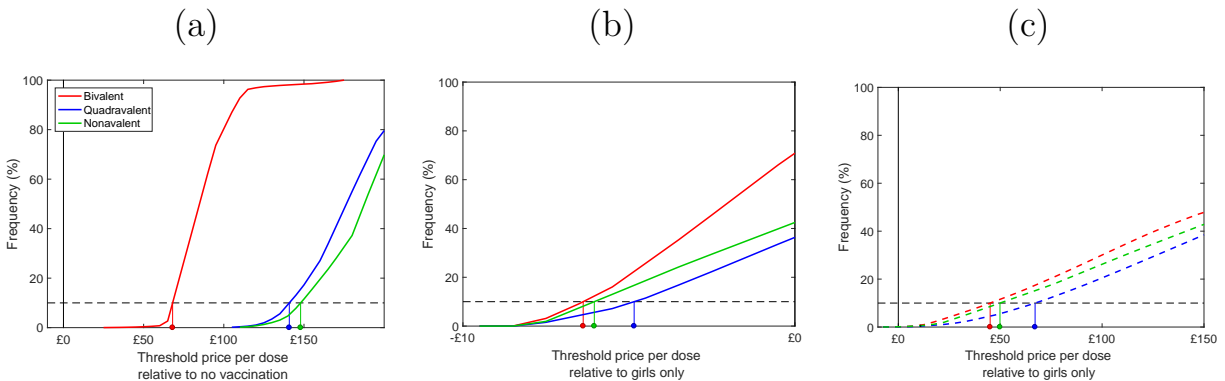 (a)
(b)
(c)
Frequency (%)
100
80
60
40
20
0
Bivalent
Quadravalent
Nonavalent
£0
£50
£100
£150
Threshold price per dose
relative to no vaccination
Frequency (%)
100
80
60
40
20
0
-£10
£0
Threshold price per dose
relative to girls only
Frequency (%)
100
80
60
40
20
0
£0
£50
£100
£150
Threshold price per dose
relative to girls only